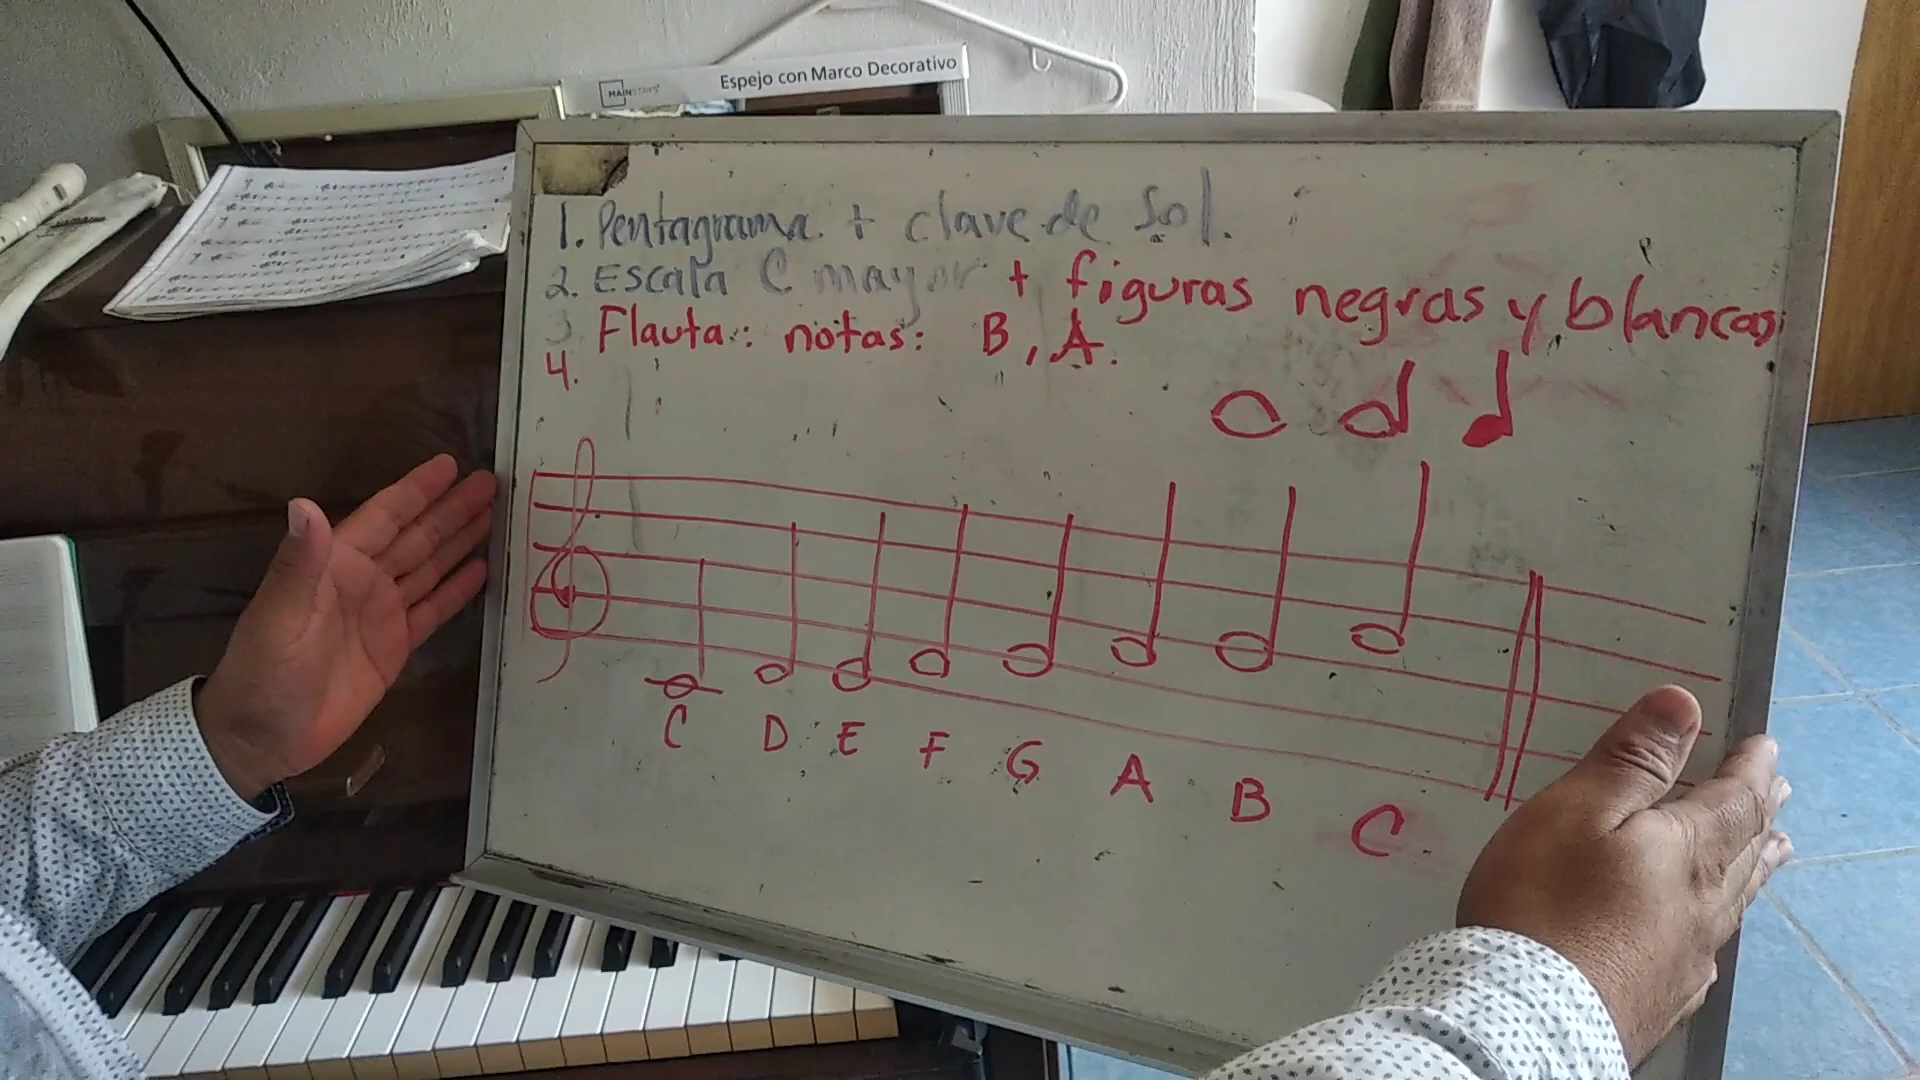 MAINSTAYS Espejo con Marco Decorativo
1. Pentagrama + clave de Sol.
2. Escala C mayor + figuras negras y blancas
3 Flauta: notas: B, A.
4.
C D E F G A B C